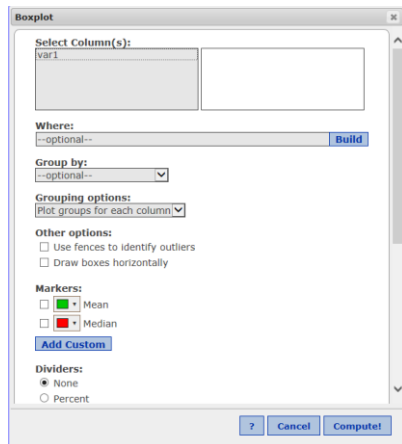 Boxplot
Select Column(s):
var1
Where:
--optional-- Build
Group by:
--optional--
Grouping options:
Plot groups for each column
Other options:
Use fences to identify outliers
Draw boxes horizontally
Markers:
Mean
Median
Add Custom
Dividers:
None
Percent
? Cancel Compute!